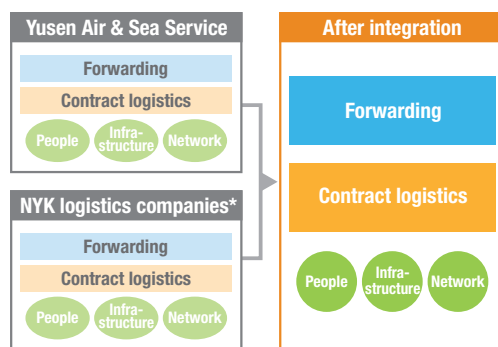 Yusen Air & Sea Service
Forwarding
Contract logistics
People
Infra-
structure
Network
NYK logistics companies*
Forwarding
Contract logistics
People
Infra-
structure
Network
After integration
Forwarding
Contract logistics
People
Infra-
structure
Network